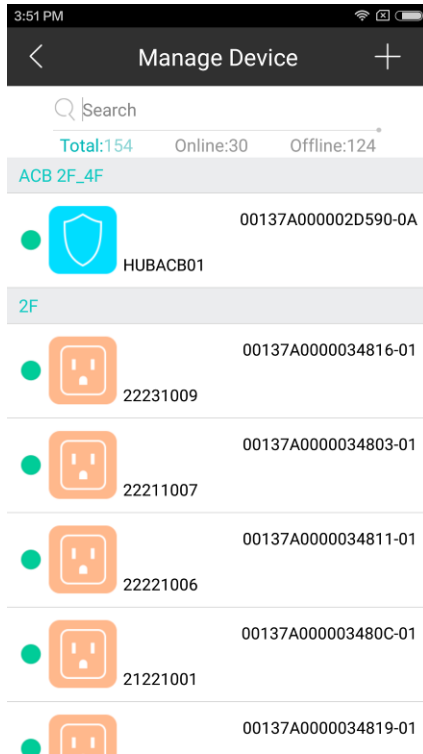 3:51 PM
Manage Device
Search
Total:154 Online:30 Offline:124
ACB 2F_4F
00137A000002D590-0A
HUBACB01
2F
00137A0000034816-01
22231009
00137A0000034803-01
22211007
00137A0000034811-01
22221006
00137A000003480C-01
21221001
00137A0000034819-01